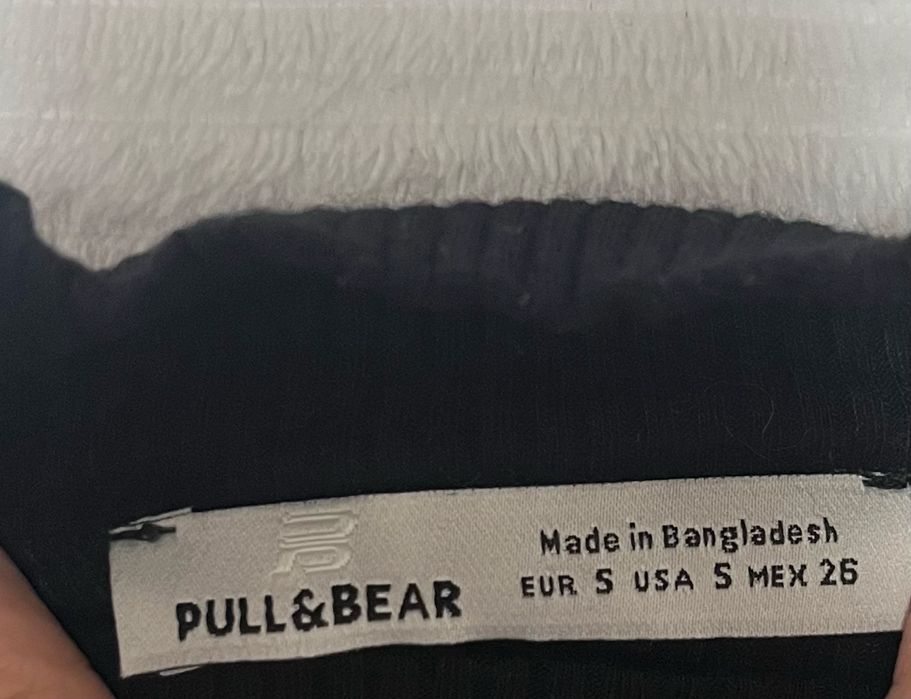 PULL&BEAR
Made in Bangladesh
EUR S USA S MEX 26